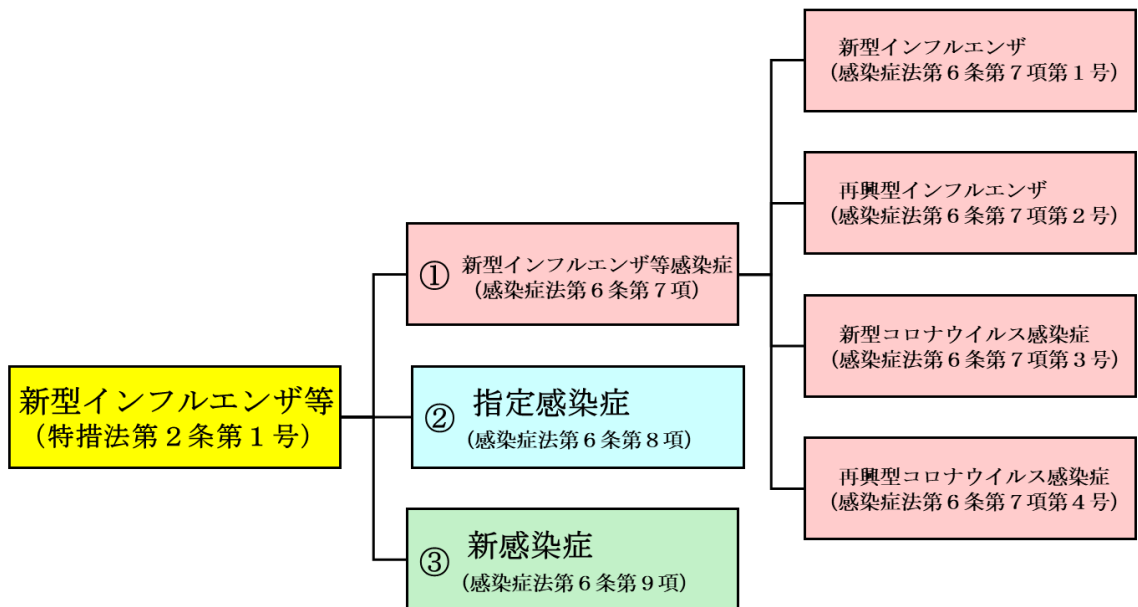 新型インフルエンザ等
(特措法第２条第１号)
① 新型インフルエンザ等感染症
(感染症法第６条第７項)
② 指定感染症
(感染症法第６条第８項)
③ 新感染症
(感染症法第６条第９項)
新型インフルエンザ
(感染症法第６条第７項第１号)
再興型インフルエンザ
(感染症法第６条第７項第２号)
新型コロナウイルス感染症
(感染症法第６条第７項第３号)
再興型コロナウイルス感染症
(感染症法第６条第７項第４号)